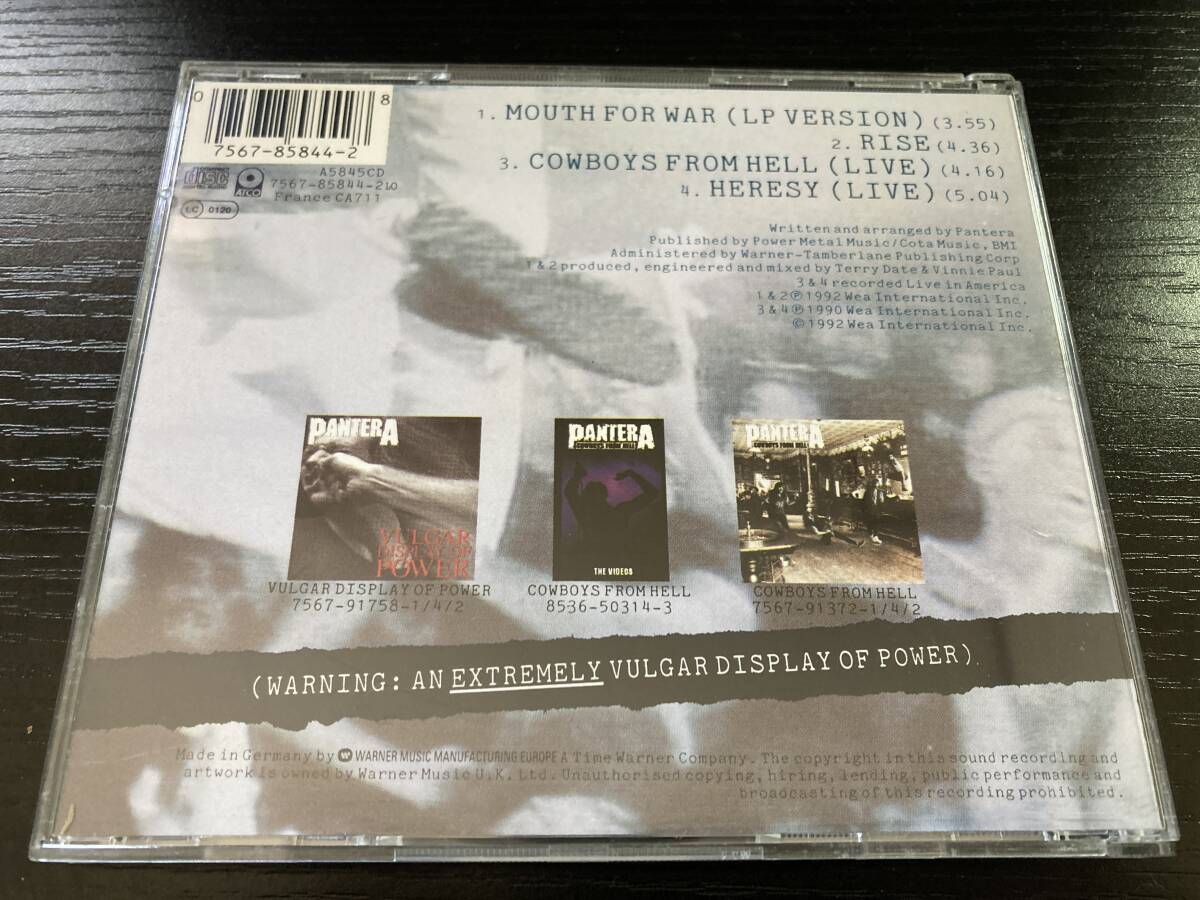 0
8
7567-85844-2
1. MOUTH FOR WAR (LP VERSION) (3.55)
2. RISE (4.36)
3. COWBOYS FROM HELL (LIVE) (4.16)
4. HERESY (LIVE) (5.04)
disc
ATCO
A5845CD
7567-85844-2 LO
France CA711
LC 0120
Written and arranged by Pantera
Published by Power Metal Music/Cota Music, BMI
Administered by Warner-Tamberlane Publishing Corp
1 & 2 produced, engineered and mixed by Terry Date & Vinnie Paul
3 & 4 recorded Live in America
1 & 2 ℗ 1992 Wea International Inc.
3 & 4 ℗ 1990 Wea International Inc.
© 1992 Wea International Inc.
PANTERA
VULGAR
DISPLAY OF
POWER
VULGAR DISPLAY OF POWER
7567-91758-1/4/2
PANTERA
COWBOYS FROM HELL
THE VIDEOS
COWBOYS FROM HELL
8536-50314-3
PANTERA
COWBOYS FROM HELL
COWBOYS FROM HELL
7567-91372-1/4/2
(WARNING: AN EXTREMELY VULGAR DISPLAY OF POWER)
Made in Germany by WARNER MUSIC MANUFACTURING EUROPE A Time Warner Company. The copyright in this sound recording and
artwork is owned by Warner Music U.K. Ltd. Unauthorised copying, hiring, lending, public performance and
broadcasting of this recording prohibited.